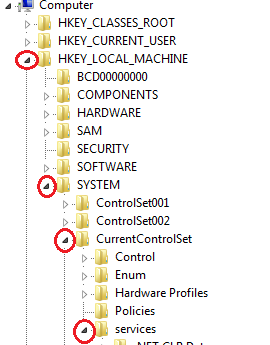 Computer
HKEY_CLASSES_ROOT
HKEY_CURRENT_USER
HKEY_LOCAL_MACHINE
BCD00000000
COMPONENTS
HARDWARE
SAM
SECURITY
SOFTWARE
SYSTEM
ControlSet001
ControlSet002
CurrentControlSet
Control
Enum
Hardware Profiles
Policies
services